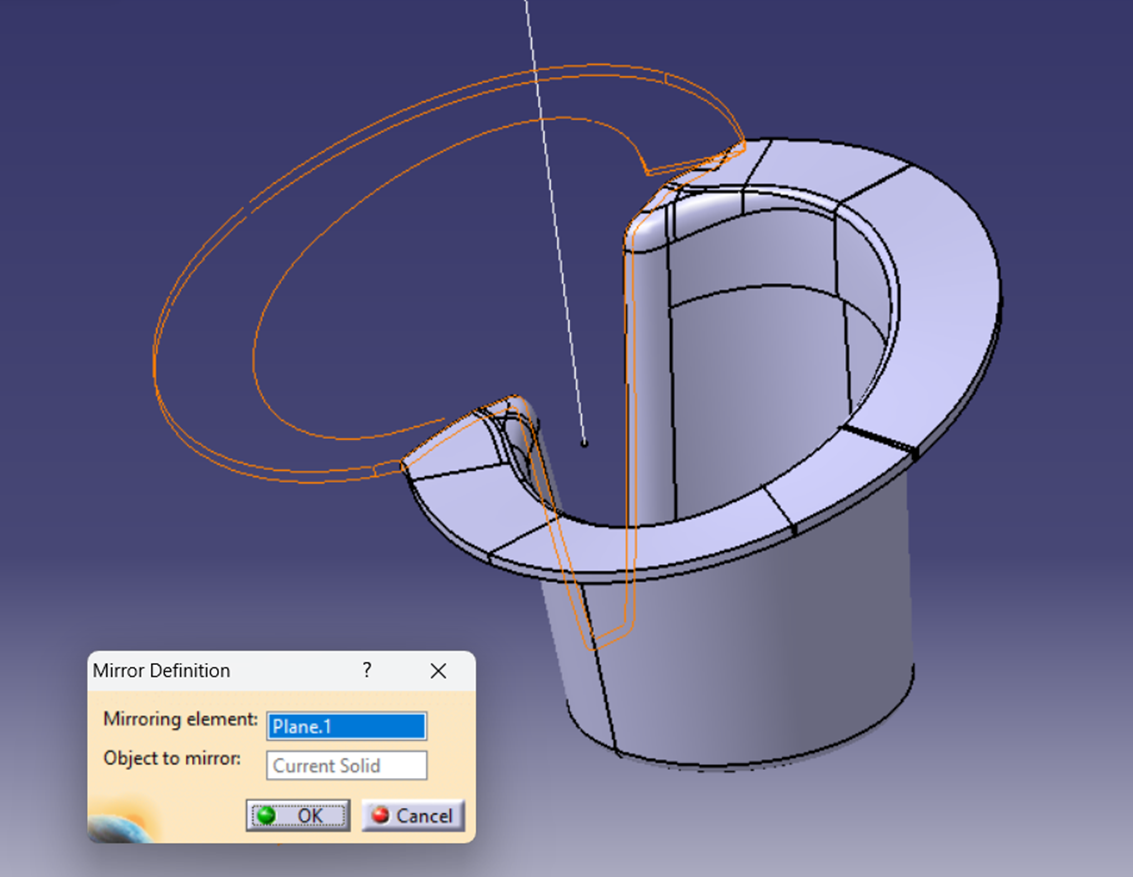 Mirror Definition ? ×
Mirroring element: Plane.1
Object to mirror: Current Solid
OK Cancel